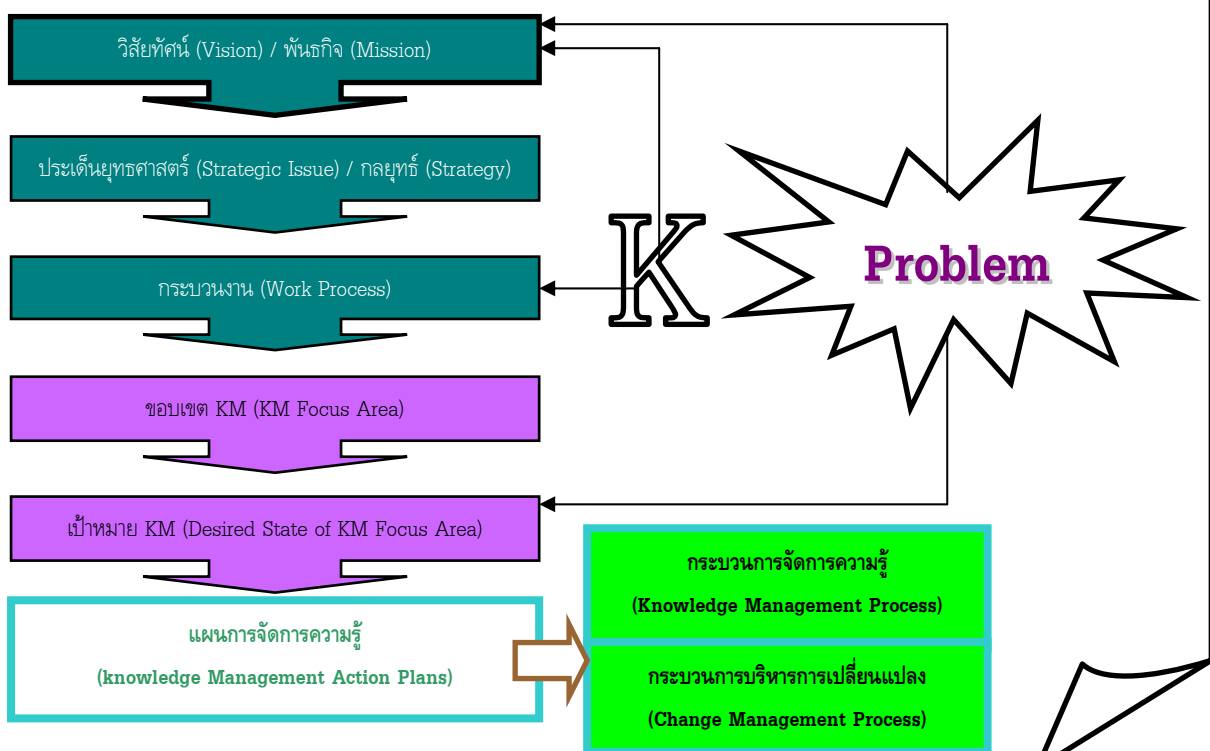 วิสัยทัศน์ (Vision) / พันธกิจ (Mission)
ประเด็นยุทธศาสตร์ (Strategic Issue) / กลยุทธ์ (Strategy)
กระบวนงาน (Work Process)
K
Problem
ขอบเขต KM (KM Focus Area)
เป้าหมาย KM (Desired State of KM Focus Area)
แผนการจัดการความรู้
(knowledge Management Action Plans)
กระบวนการจัดการความรู้
(Knowledge Management Process)
กระบวนการบริหารการเปลี่ยนแปลง
(Change Management Process)